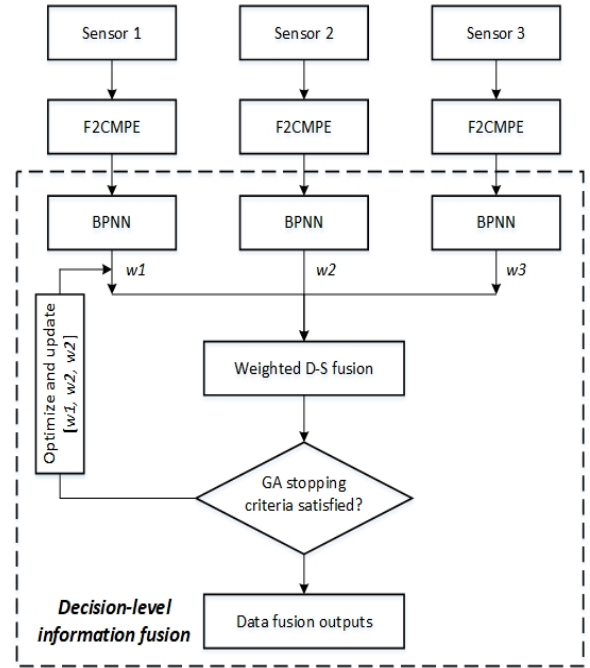 Sensor 1
Sensor 2
Sensor 3
F2CMPE
F2CMPE
F2CMPE
BPNN
BPNN
BPNN
w1
w2
w3
Optimize and update
[w1, w2, w2]
Weighted D-S fusion
GA stopping
criteria satisfied?
Decision-level
information fusion
Data fusion outputs